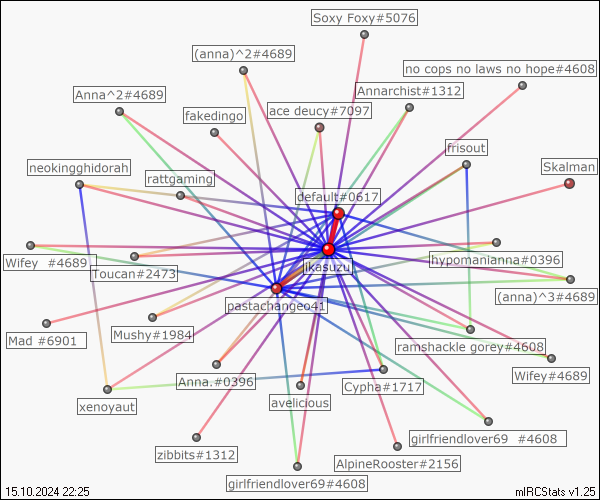 Soxy Foxy#5076
(anna)^2#4689
no cops no laws no hope#4608
Anna^2#4689
Annarchist#1312
fakedingo
ace deucy#7097
frisout
neokingghidorah
Skalman
rattgaming
default#0617
Wifey  #4689
Toucan#2473
ikasuzu
hypomanianna#0396
pastachangeo41
(anna)^3#4689
Mad #6901
Mushy#1984
ramshackle gorey#4608
Anna.#0396
Cypha#1717
Wifey#4689
xenoyaut
avelicious
girlfriendlover69  #4608
zibbits#1312
AlpineRooster#2156
girlfriendlover69#4608
15.10.2024 22:25
mIRCStats v1.25